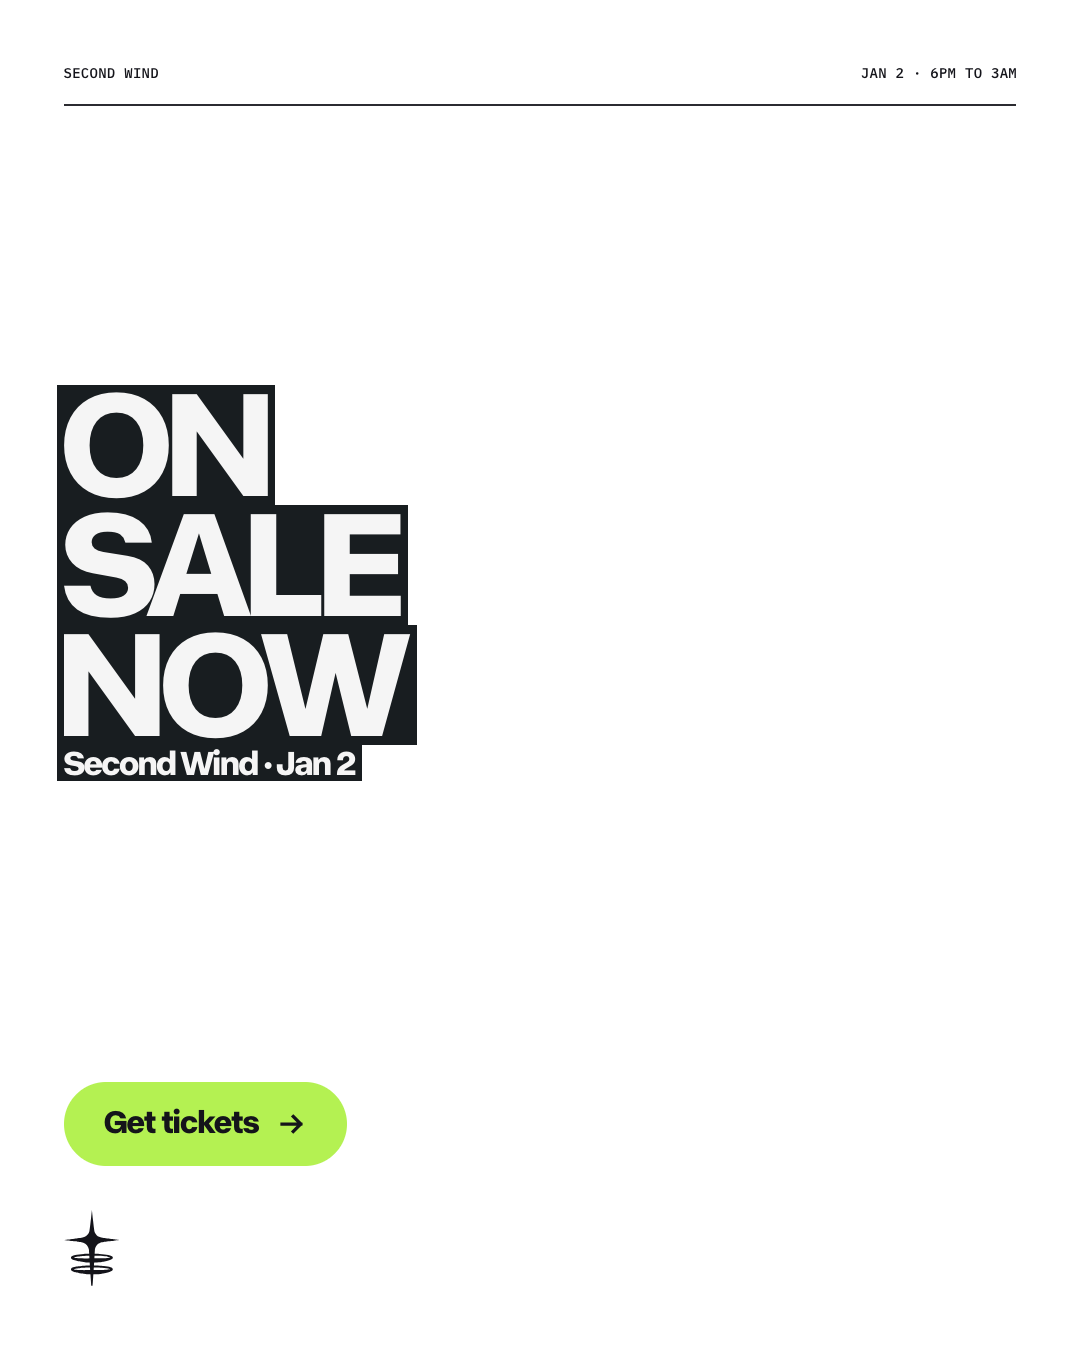 SECOND WIND
JAN 2 · 6PM TO 3AM
ON
SALE
NOW
Second Wind · Jan 2
Get tickets →